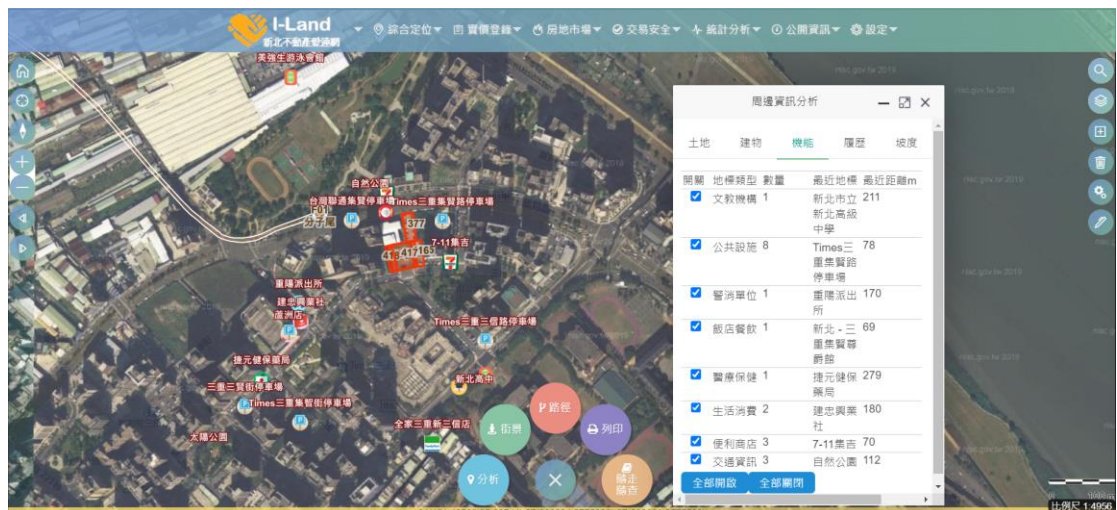 I-Land
新北不動產愛連網
綜合定位
實價登錄
房地市場
交易安全
統計分析
公開資訊
設定
美強生游泳會館
自然公園
台灣聯通集賢停車場
Times三重集賢路停車場
F01
分子尾
377
7-11集吉
417
165
重陽派出所
建忠興業社
蘆洲店
Times三重三信路停車場
捷元健保藥局
三重三賢街停車場
新北高中
Times三重集智街停車場
太陽公園
全家三重新三信店
路徑
街景
列印
分析
隨走
隨查
周邊資訊分析
土地 建物 機能 履歷 坡度
開關 地標類型 數量 最近地標 最近距離m
文教機構 1 新北市立 211
新北高級
中學
公共設施 8 Times三 78
重集賢路
停車場
警消單位 1 重陽派出 170
所
飯店餐飲 1 新北-三 69
重集賢尊
爵館
醫療保健 1 捷元健保 279
藥局
生活消費 2 建忠興業 180
社
便利商店 3 7-11集吉 70
交通資訊 3 自然公園 112
全部開啟 全部關閉
比例尺 1:4956